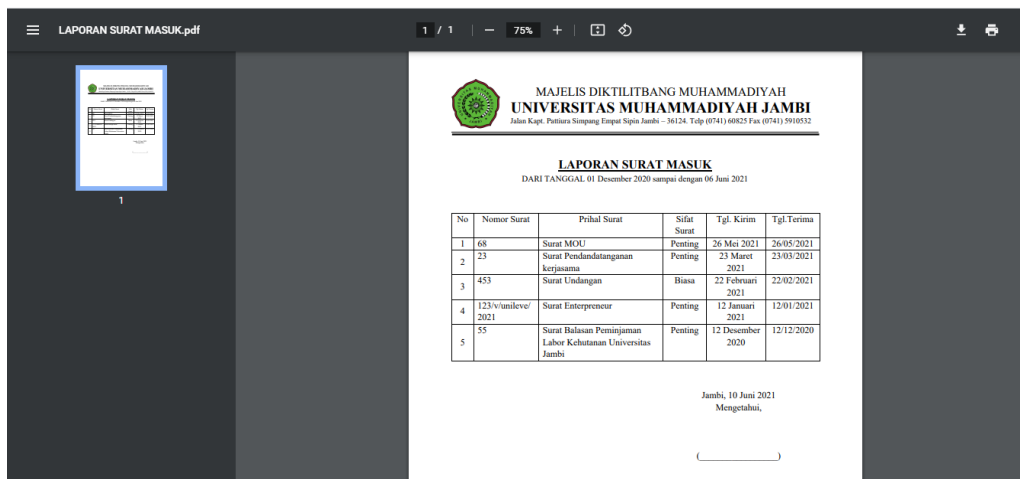 LAPORAN SURAT MASUK.pdf
1 / 1
75%
1
MAJELIS DIKTILITBANG MUHAMMADIYAH
UNIVERSITAS MUHAMMADIYAH JAMBI
Jalan Kapt. Pattiura Simpang Empat Sipin Jambi – 36124. Telp (0741) 60825 Fax (0741) 5910532
LAPORAN SURAT MASUK
DARI TANGGAL 01 Desember 2020 sampai dengan 06 Juni 2021
No Nomor Surat Prihal Surat Sifat Surat Tgl. Kirim Tgl.Terima
1 68 Surat MOU Penting 26 Mei 2021 26/05/2021
2 23 Surat Pendandatanganan kerjasama Penting 23 Maret 2021 23/03/2021
3 453 Surat Undangan Biasa 22 Februari 2021 22/02/2021
4 123/v/unileve/2021 Surat Enterpreneur Penting 12 Januari 2021 12/01/2021
5 55 Surat Balasan Peminjaman Labor Kehutanan Universitas Jambi Penting 12 Desember 2020 12/12/2020
Jambi, 10 Juni 2021
Mengetahui,
(________________)